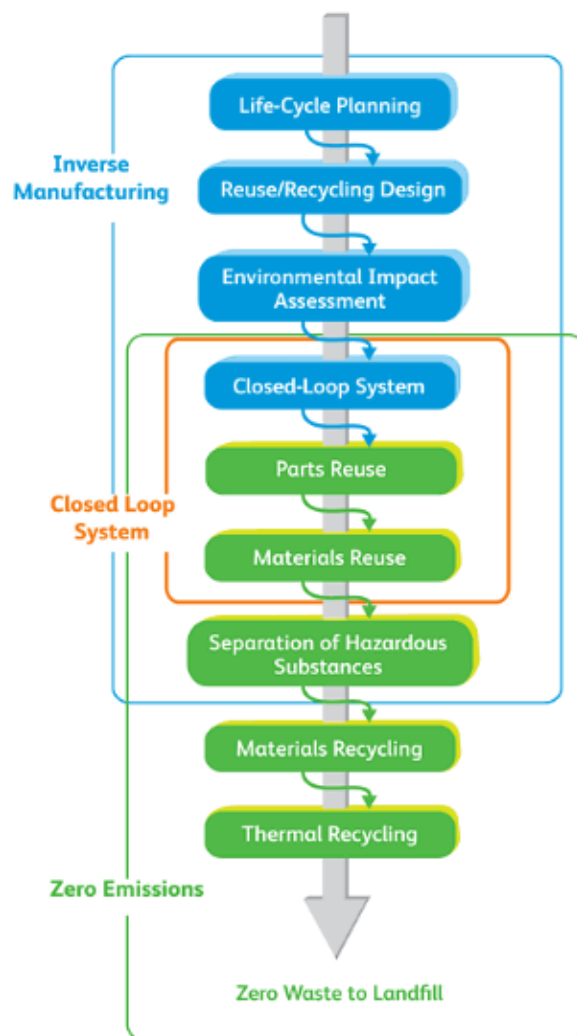 Life-Cycle Planning
Inverse
Manufacturing
Reuse/Recycling Design
Environmental Impact
Assessment
Closed-Loop System
Parts Reuse
Closed Loop
System
Materials Reuse
Separation of Hazardous
Substances
Materials Recycling
Thermal Recycling
Zero Emissions
Zero Waste to Landfill